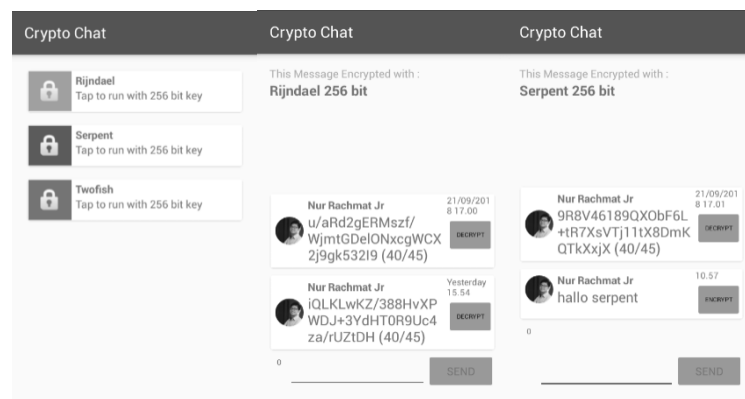 Crypto Chat
Rijndael
Tap to run with 256 bit key
Serpent
Tap to run with 256 bit key
Twofish
Tap to run with 256 bit key
Crypto Chat
This Message Encrypted with :
Rijndael 256 bit
Nur Rachmat Jr
21/09/201
8 17.00
u/aRd2gERMszf/
WjmtGDelONxcgWCX
2j9gk532I9 (40/45)
DECRYPT
Nur Rachmat Jr
Yesterday
15.54
iQLKLwKZ/388HvXP
WDJ+3YdHT0R9Uc4
za/rUZtDH (40/45)
DECRYPT
0
SEND
Crypto Chat
This Message Encrypted with :
Serpent 256 bit
Nur Rachmat Jr
21/09/201
8 17.01
9R8V46189QXObF6L
+tR7XsVTj11tX8DmK
QTkXxjX (40/45)
DECRYPT
Nur Rachmat Jr
10.57
hallo serpent
ENCRYPT
0
SEND